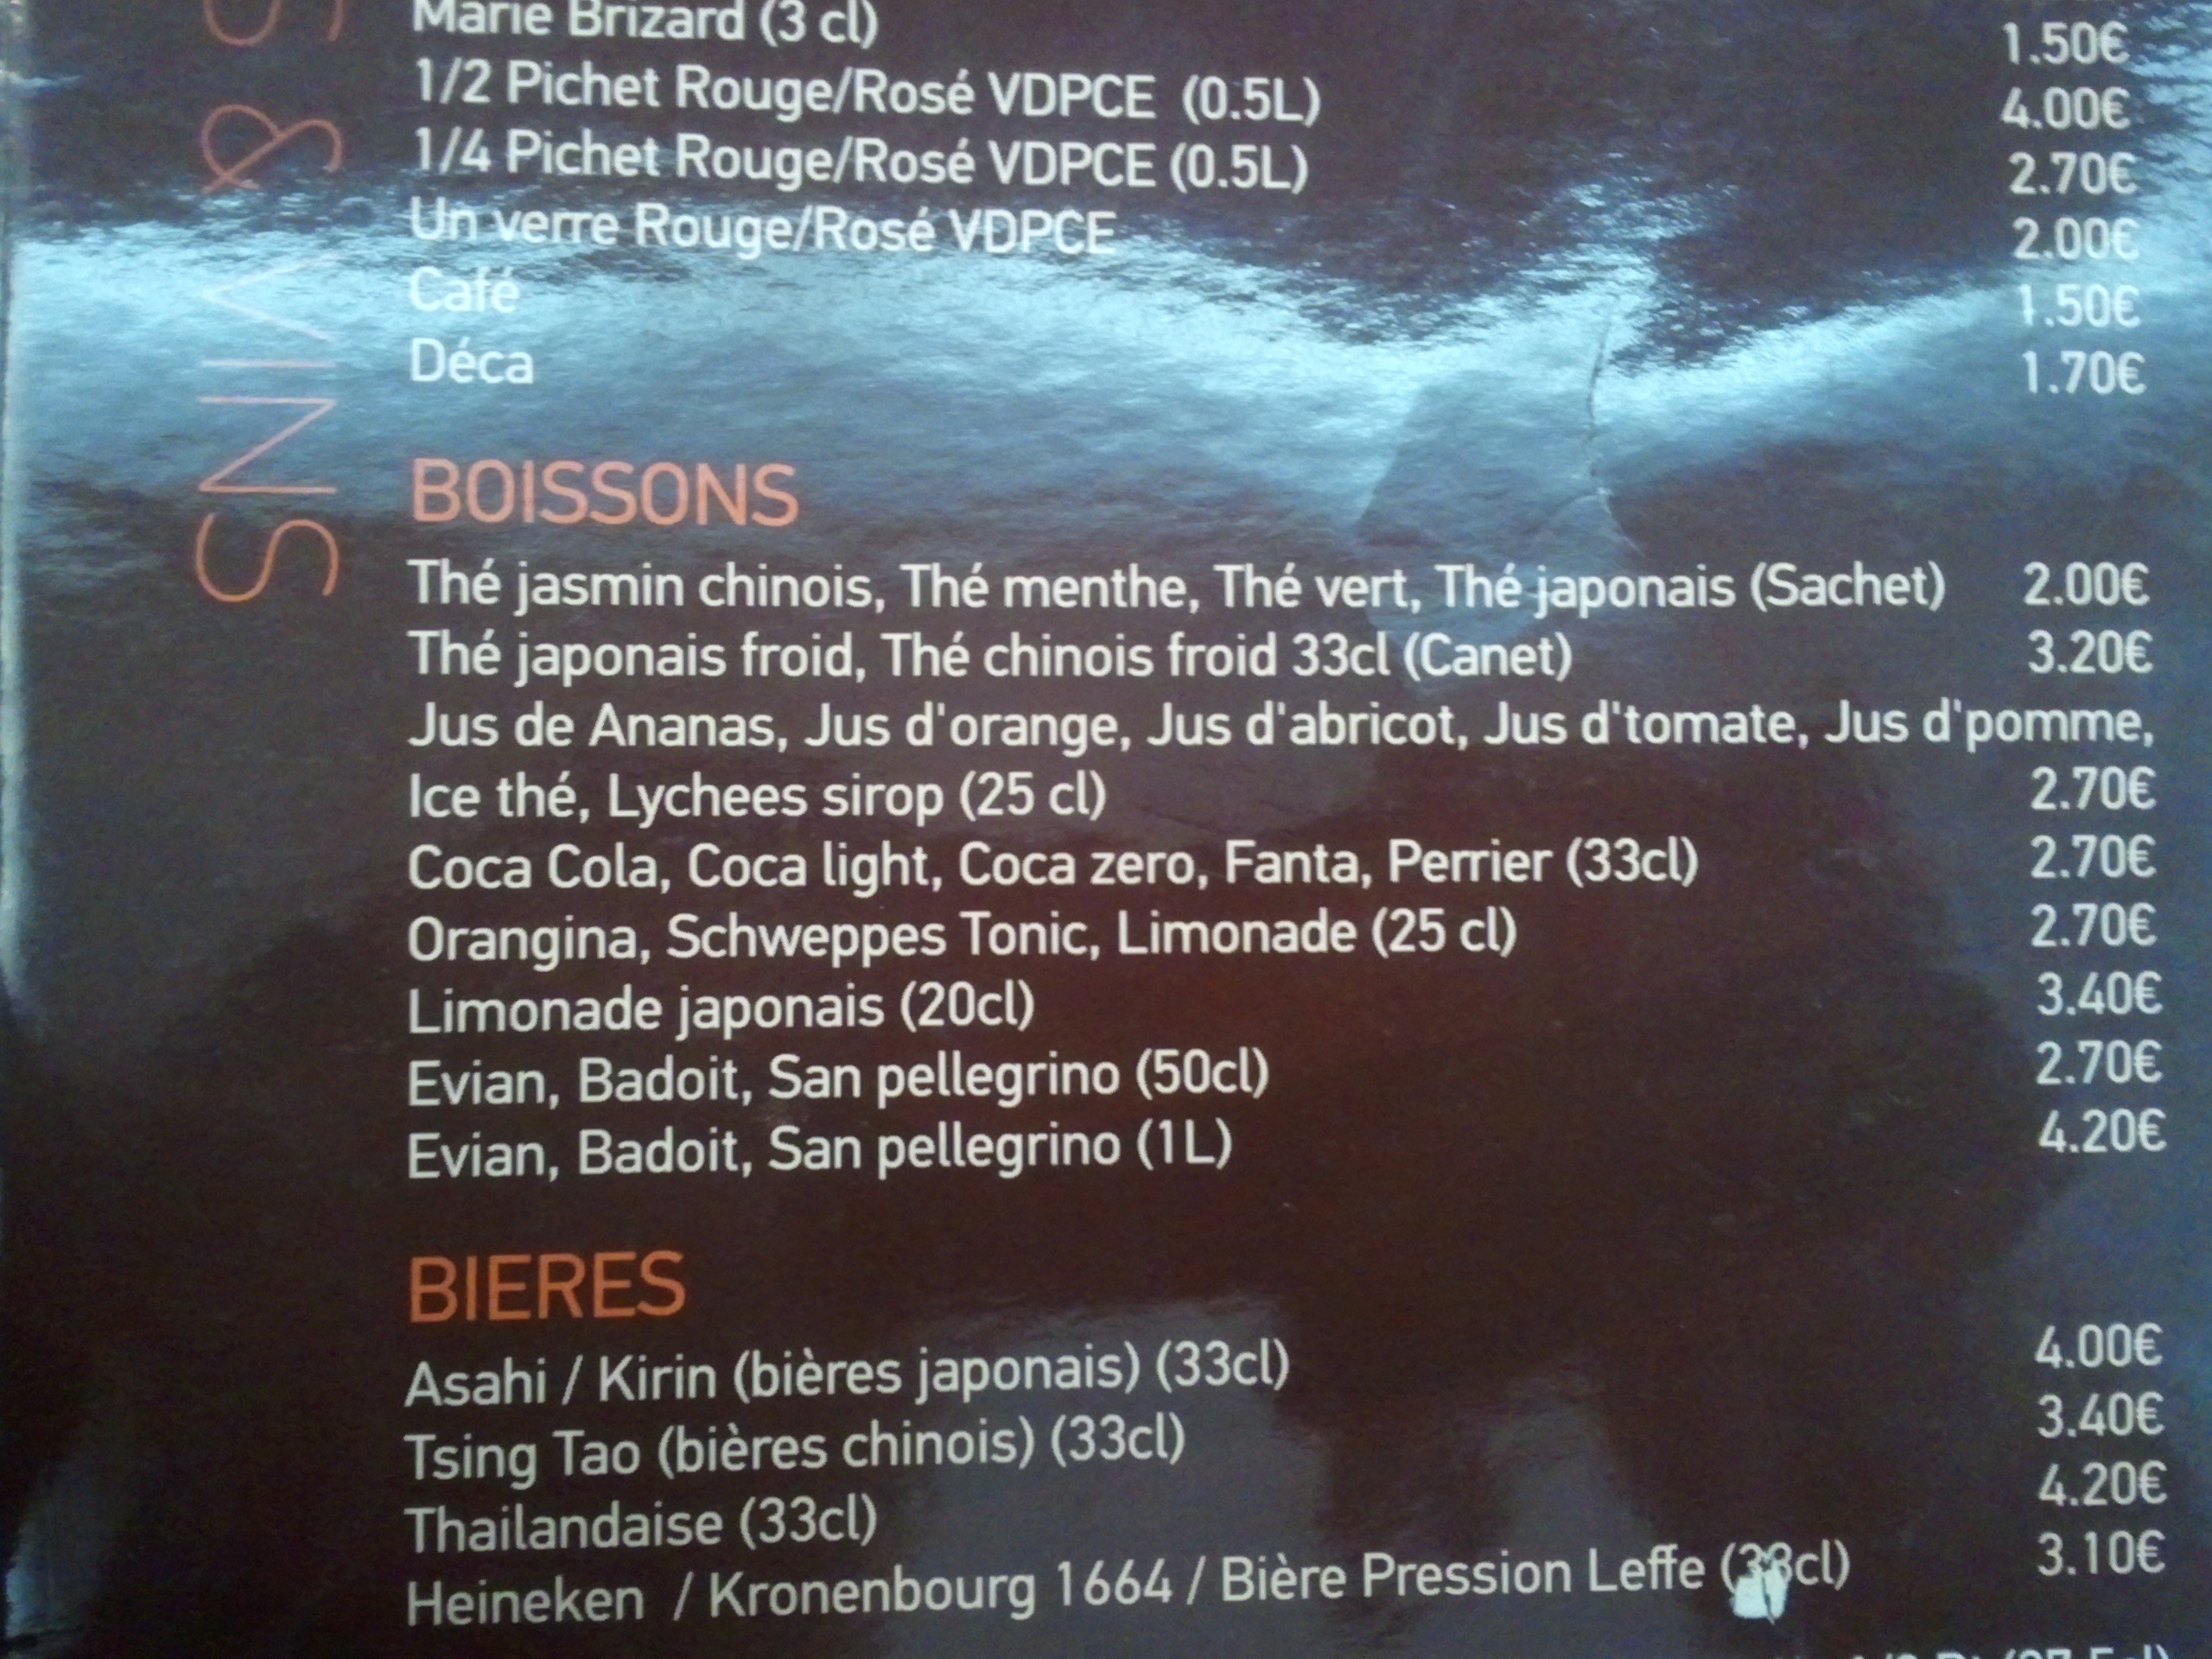 Marie Brizard (3 cl) 1.50€
1/2 Pichet Rouge/Rosé VDPCE (0.5L) 4.00€
1/4 Pichet Rouge/Rosé VDPCE (0.5L) 2.70€
Un verre Rouge/Rosé VDPCE 2.00€
Café 1.50€
Déca 1.70€
VINS &
BOISSONS
Thé jasmin chinois, Thé menthe, Thé vert, Thé japonais (Sachet) 2.00€
Thé japonais froid, Thé chinois froid 33cl (Canet) 3.20€
Jus de Ananas, Jus d'orange, Jus d'abricot, Jus d'tomate, Jus d'pomme,
Ice thé, Lychees sirop (25 cl) 2.70€
Coca Cola, Coca light, Coca zero, Fanta, Perrier (33cl) 2.70€
Orangina, Schweppes Tonic, Limonade (25 cl) 2.70€
Limonade japonais (20cl) 3.40€
Evian, Badoit, San pellegrino (50cl) 2.70€
Evian, Badoit, San pellegrino (1L) 4.20€
BIERES
Asahi / Kirin (bières japonais) (33cl) 4.00€
Tsing Tao (bières chinois) (33cl) 3.40€
Thailandaise (33cl) 4.20€
Heineken / Kronenbourg 1664 / Bière Pression Leffe (33cl) 3.10€